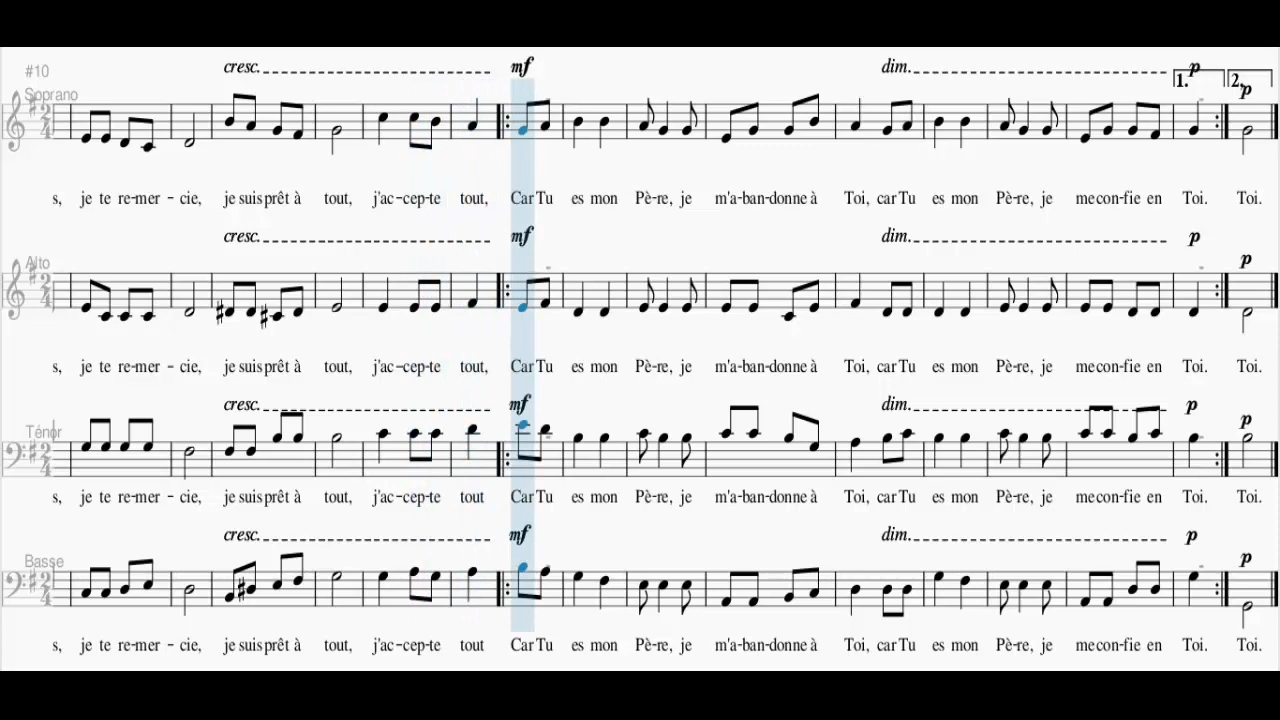 cresc. mf dim. p
#10 1. 2. p
Soprano
s, je te re-mer - cie, je suis prêt à tout, j'ac-cep-te tout, Car Tu es mon Pè-re, je m'a-ban-donne à Toi, car Tu es mon Pè-re, je me con-fie en Toi. Toi.
cresc. mf dim. p
Alto p
s, je te re-mer - cie, je suis prêt à tout, j'ac-cep-te tout, Car Tu es mon Pè-re, je m'a-ban-donne à Toi, car Tu es mon Pè-re, je me con-fie en Toi. Toi.
cresc. mf dim. p
Ténor p
s, je te re-mer - cie, je suis prêt à tout, j'ac-cep-te tout Car Tu es mon Pè-re, je m'a-ban-donne à Toi, car Tu es mon Pè-re, je me con-fie en Toi. Toi.
cresc. mf dim. p
Basse p
s, je te re-mer - cie, je suis prêt à tout, j'ac-cep-te tout Car Tu es mon Pè-re, je m'a-ban-donne à Toi, car Tu es mon Pè-re, je me con-fie en Toi. Toi.